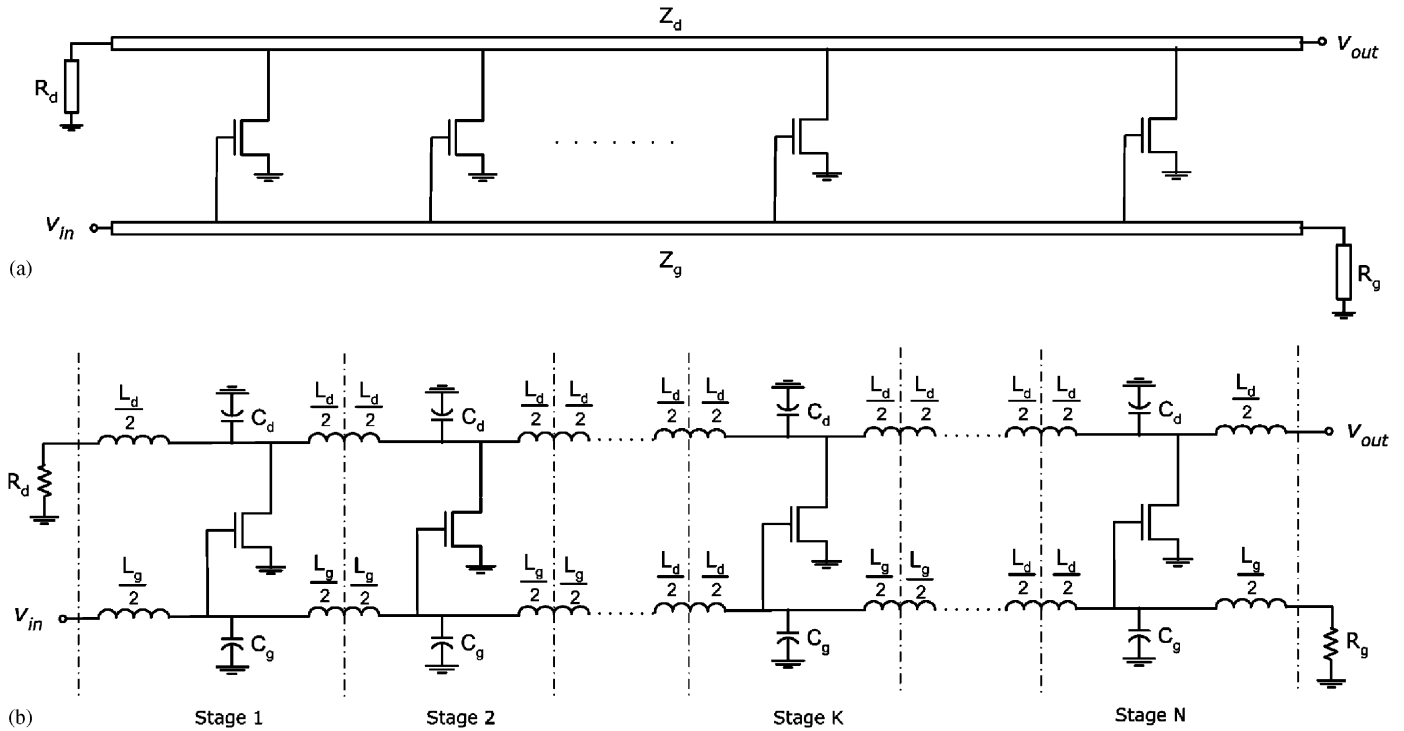 Z_d
R_d
V_out
. . . . . . .
V_in
Z_g
R_g
(a)
L_d/2 L_d/2 L_d/2 L_d/2 L_d/2 L_d/2 L_d/2 L_d/2 L_d/2 L_d/2 L_d/2 L_d/2
C_d C_d C_d C_d
V_out
R_d
L_g/2 L_g/2 L_g/2 L_g/2 L_g/2 L_d/2 L_d/2 L_g/2 L_g/2 L_d/2 L_d/2 L_g/2
V_in
C_g C_g C_g C_g
R_g
(b)
Stage 1 Stage 2 Stage K Stage N